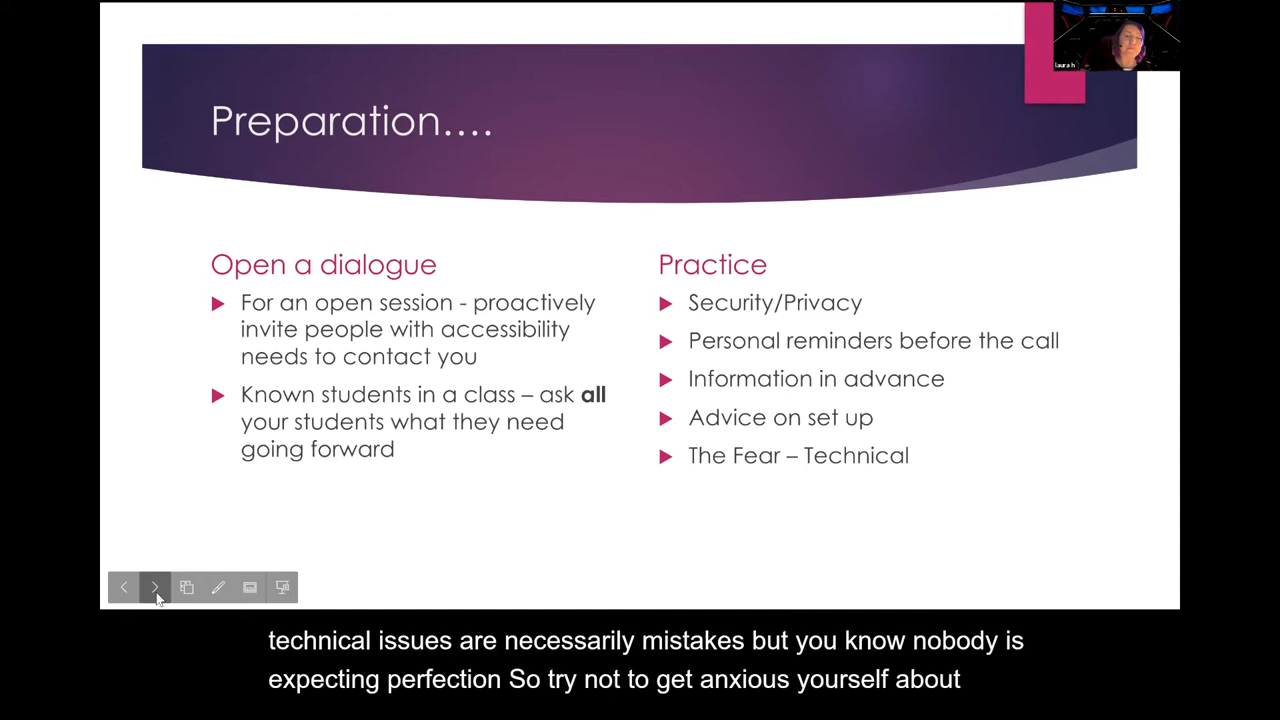 laura h
Preparation….
Open a dialogue
For an open session - proactively
invite people with accessibility
needs to contact you
Known students in a class – ask all
your students what they need
going forward
Practice
Security/Privacy
Personal reminders before the call
Information in advance
Advice on set up
The Fear – Technical
technical issues are necessarily mistakes but you know nobody is
expecting perfection So try not to get anxious yourself about